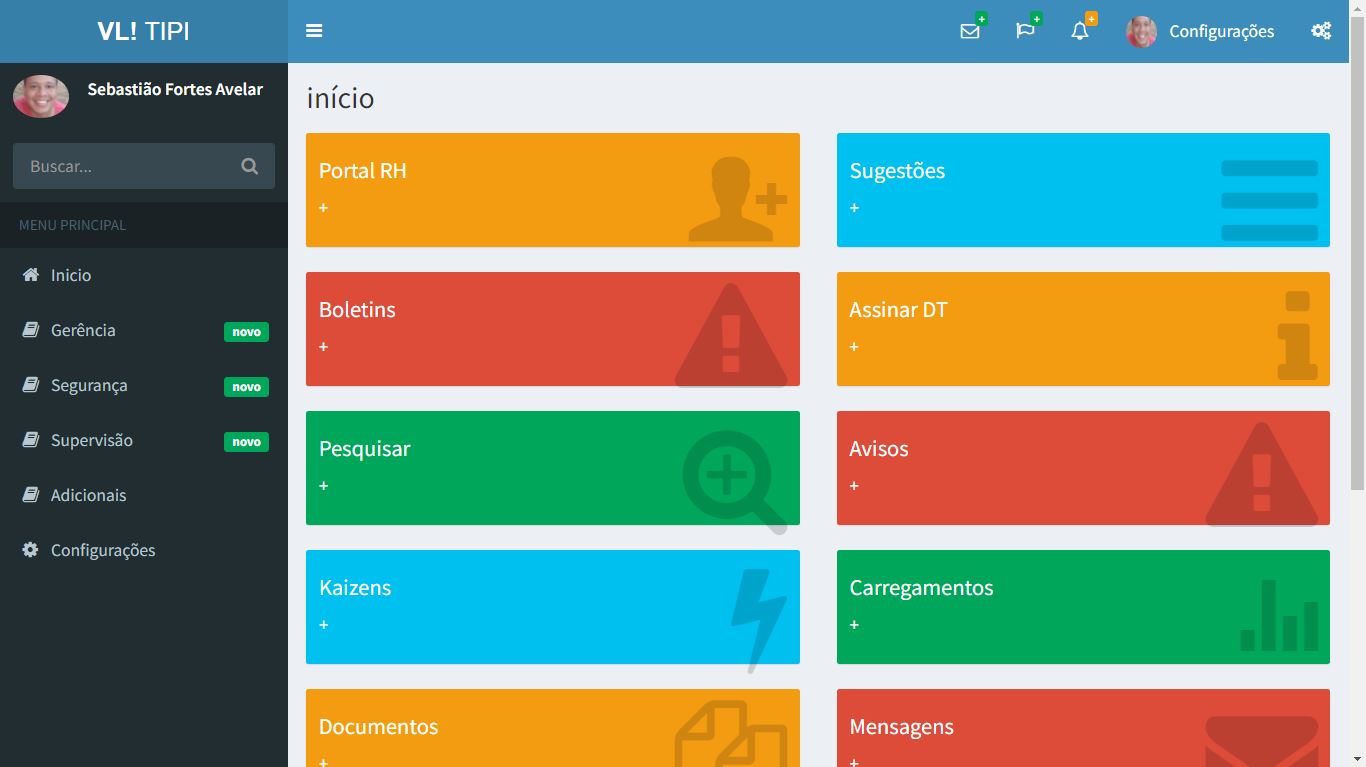 VL! TIPI
Configurações
Sebastião Fortes Avelar
Buscar...
MENU PRINCIPAL
Inicio
Gerência novo
Segurança novo
Supervisão novo
Adicionais
Configurações
início
Portal RH
+
Sugestões
+
Boletins
+
Assinar DT
+
Pesquisar
+
Avisos
+
Kaizens
+
Carregamentos
+
Documentos
+
Mensagens
+